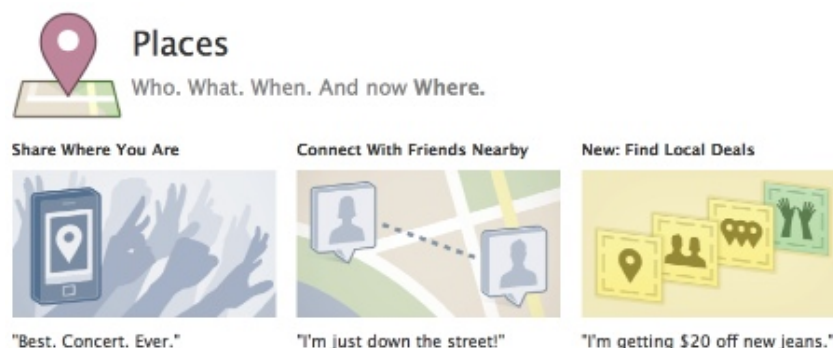 Places
Who. What. When. And now Where.
Share Where You Are
Connect With Friends Nearby
New: Find Local Deals
"Best. Concert. Ever."
"I'm just down the street!"
"I'm getting $20 off new jeans."